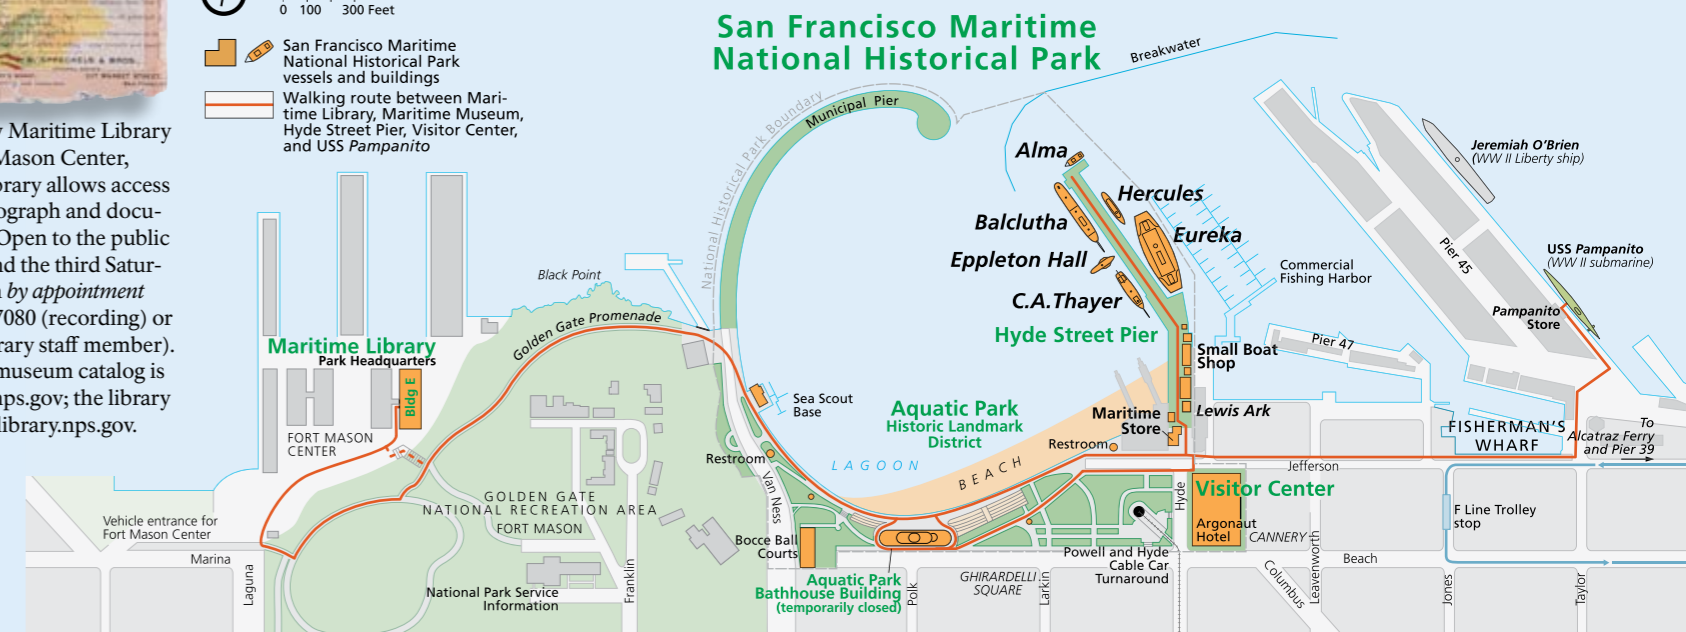 0 100 300 Feet
San Francisco Maritime
National Historical Park
vessels and buildings
Walking route between Mari-
time Library, Maritime Museum,
Hyde Street Pier, Visitor Center,
and USS Pampanito
Maritime Library
Mason Center,
allows access
and docu-
Open to the public
the third Satur-
by appointment
7080 (recording) or
staff member).
museum catalog is
nps.gov; the library
library.nps.gov.
San Francisco Maritime
National Historical Park
Breakwater
National Historical Park Boundary
Municipal Pier
Alma
Hercules
Balclutha
Eureka
Eppleton Hall
C.A.Thayer
Hyde Street Pier
Commercial
Fishing Harbor
Jeremiah O’Brien
(WW II Liberty ship)
Pier 45
USS Pampanito
(WW II submarine)
Pampanito
Store
Pier 47
Small Boat
Shop
Lewis Ark
Black Point
Golden Gate Promenade
Maritime Library
Park Headquarters
Bldg E
FORT MASON
CENTER
Sea Scout
Base
Aquatic Park
Historic Landmark
District
Maritime
Store
Restroom
Restroom
LAGOON
BEACH
FISHERMAN’S
WHARF
To
Alcatraz Ferry
and Pier 39
Jefferson
Hyde
Visitor Center
Argonaut
Hotel
CANNERY
F Line Trolley
stop
GOLDEN GATE
NATIONAL RECREATION AREA
FORT MASON
Van Ness
Vehicle entrance for
Fort Mason Center
Marina
Laguna
Franklin
National Park Service
Information
Bocce Ball
Courts
Aquatic Park
Bathhouse Building
(temporarily closed)
Polk
GHIRARDELLI
SQUARE
Larkin
Powell and Hyde
Cable Car
Turnaround
Beach
Columbus
Leavenworth
Jones
Taylor